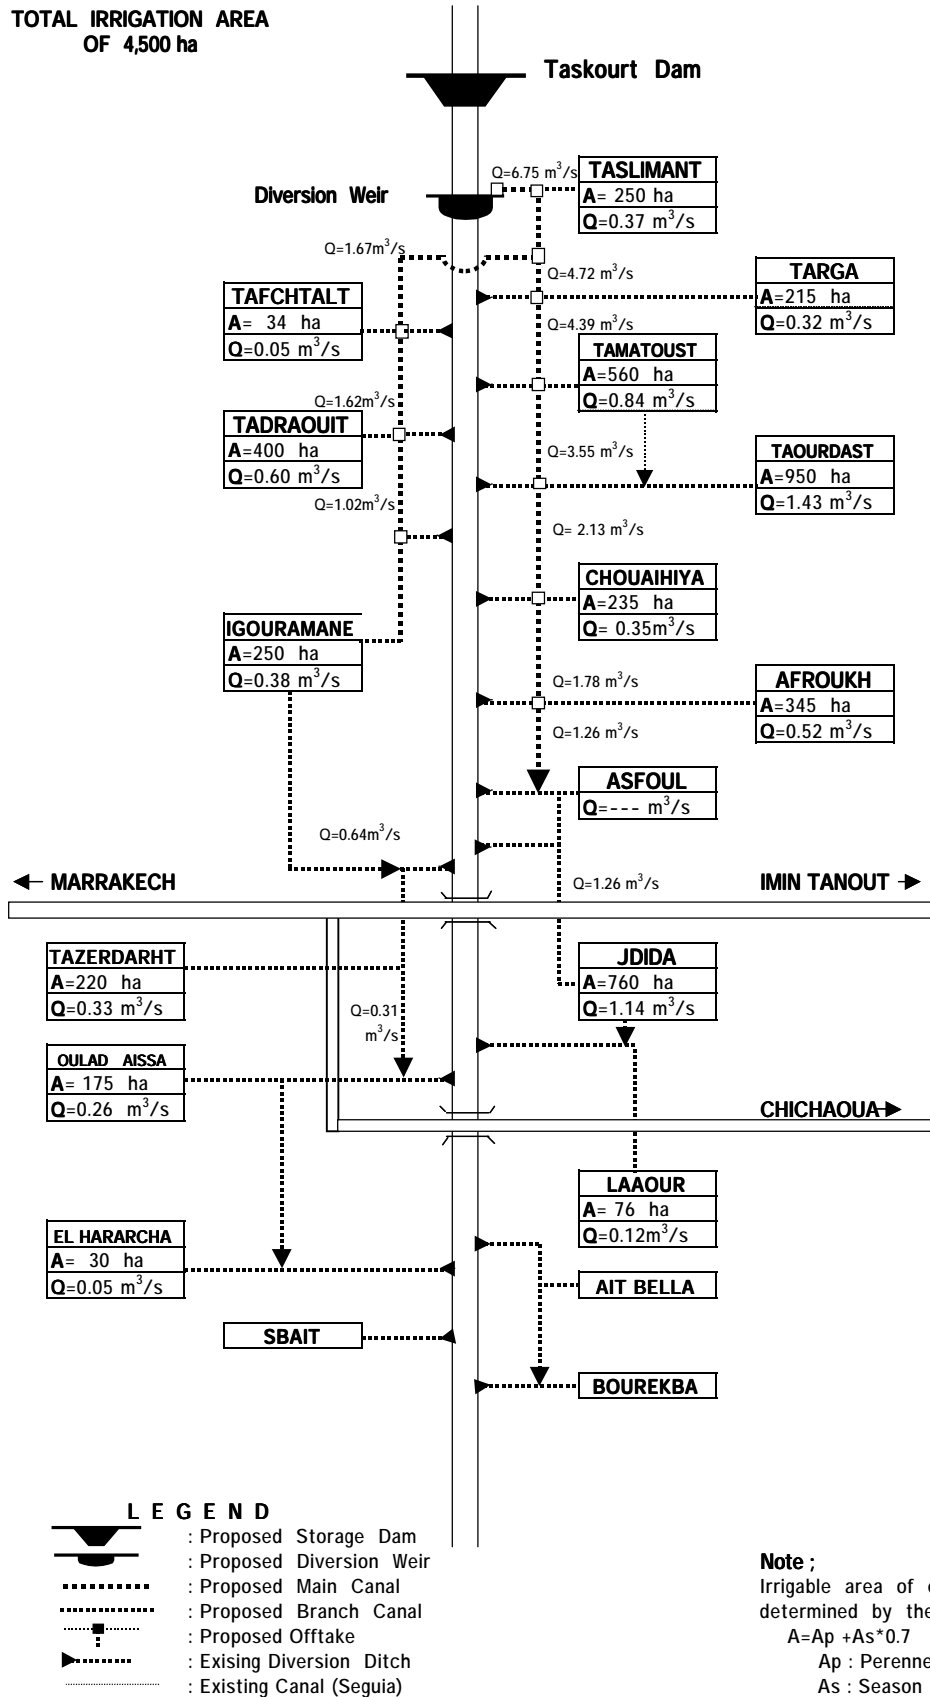 TOTAL IRRIGATION AREA
OF 4,500 ha
Taskourt Dam
Q=6.75 m³/s
TASLIMANT
A= 250 ha
Q=0.37 m³/s
Diversion Weir
Q=1.67m³/s
Q=4.72 m³/s
TARGA
A=215 ha
Q=0.32 m³/s
TAFCHTALT
A= 34 ha
Q=0.05 m³/s
Q=4.39 m³/s
TAMATOUST
A=560 ha
Q=0.84 m³/s
Q=1.62m³/s
TADRAOUIT
A=400 ha
Q=0.60 m³/s
Q=3.55 m³/s
TAOURDAST
A=950 ha
Q=1.43 m³/s
Q=1.02m³/s
Q= 2.13 m³/s
CHOUAIHIYA
A=235 ha
Q= 0.35m³/s
IGOURAMANE
A=250 ha
Q=0.38 m³/s
Q=1.78 m³/s
AFROUKH
A=345 ha
Q=0.52 m³/s
Q=1.26 m³/s
ASFOUL
Q=--- m³/s
Q=0.64m³/s
Q=1.26 m³/s
MARRAKECH
IMIN TANOUT
TAZERDARHT
A=220 ha
Q=0.33 m³/s
JDIDA
A=760 ha
Q=1.14 m³/s
Q=0.31
m³/s
OULAD AISSA
A= 175 ha
Q=0.26 m³/s
CHICHAOUA
LAAOUR
A= 76 ha
Q=0.12m³/s
EL HARARCHA
A= 30 ha
Q=0.05 m³/s
AIT BELLA
SBAIT
BOUREKBA
LEGEND
: Proposed Storage Dam
: Proposed Diversion Weir
: Proposed Main Canal
: Proposed Branch Canal
: Proposed Offtake
: Exising Diversion Ditch
: Existing Canal (Seguia)
Note ;
Irrigable area of
determined by the
A=Ap +As*0.7
Ap : Perenne
As : Season